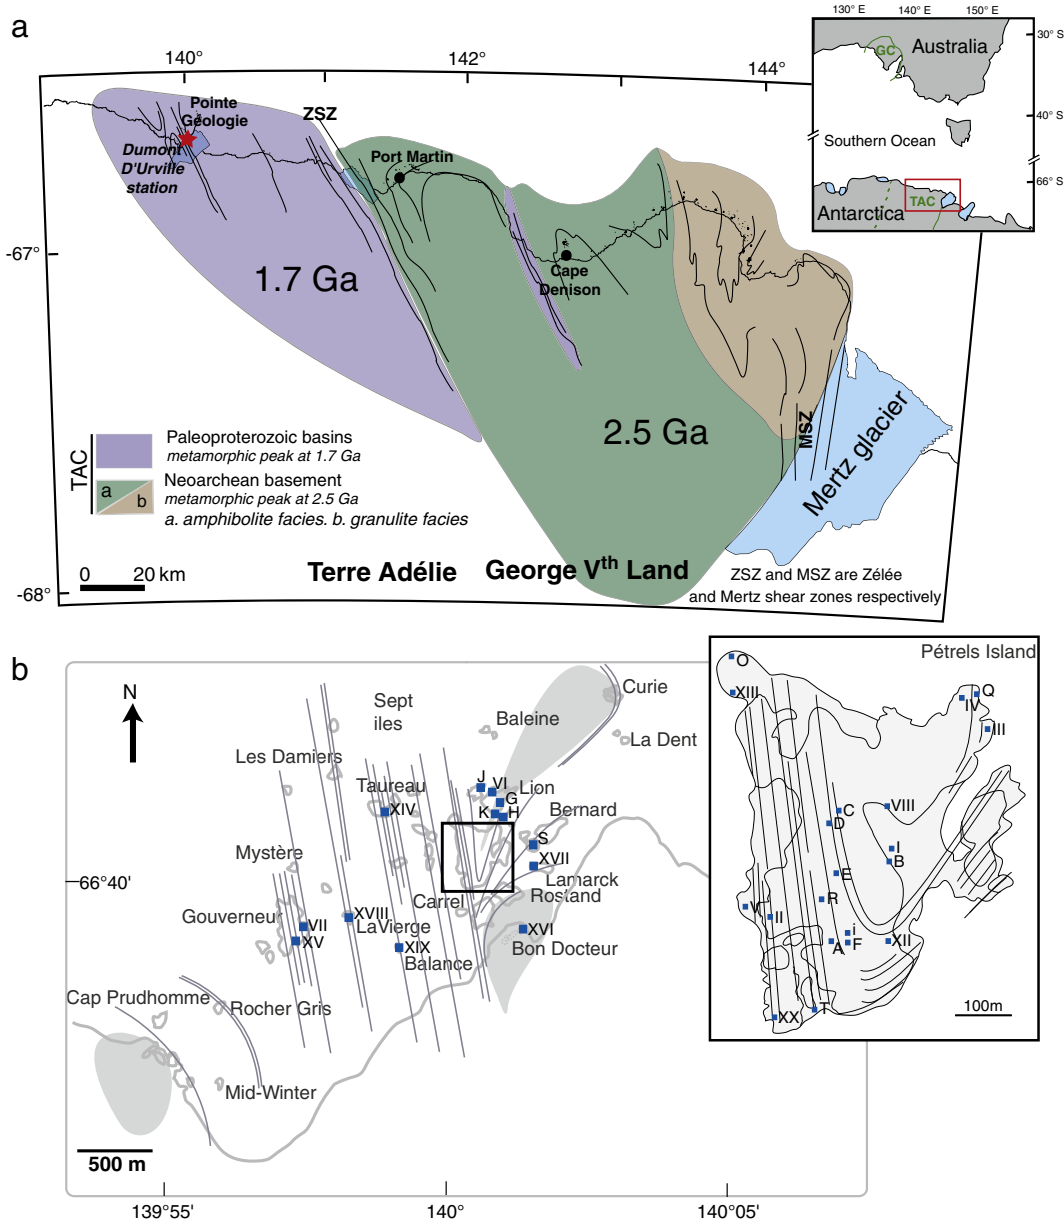 a
140°
142°
144°
130° E
140° E
150° E
30° S
40° S
66° S
GC
Australia
Southern Ocean
TAC
Antarctica
Pointe
Géologie
Dumont
D'Urville
station
ZSZ
Port Martin
Cape
Denison
-67°
-68°
1.7 Ga
2.5 Ga
MSZ
Mertz glacier
TAC
Paleoproterozoic basins
metamorphic peak at 1.7 Ga
a
b
Neoarchean basement
metamorphic peak at 2.5 Ga
a. amphibolite facies. b. granulite facies
0 20 km
Terre Adélie
George Vth Land
ZSZ and MSZ are Zélée
and Mertz shear zones respectively
b
N
Sept
iles
Curie
Baleine
La Dent
Les Damiers
Taureau
XIV
J
VI
Lion
G
K
H
Bernard
S
XVII
Mystère
66°40'
Lamarck
Carrel
Rostand
Gouverneur
VII
XV
XVIII
LaVierge
XIX
Balance
XVI
Bon Docteur
Cap Prudhomme
Rocher Gris
Mid-Winter
500 m
139°55'
140°
140°05'
Pétrels Island
O
XIII
Q
IV
III
C
D
VIII
I
B
E
R
V
II
i
A
F
XII
XX
T
100m